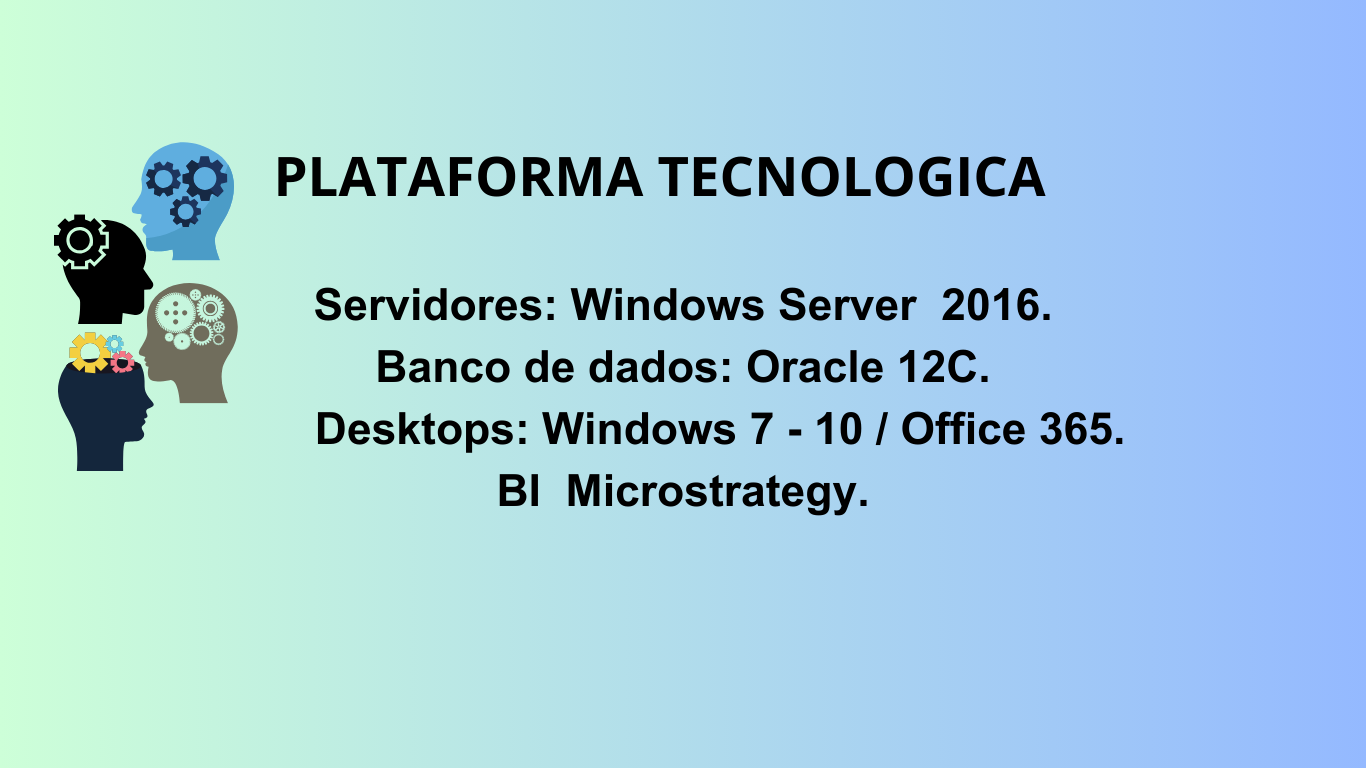 PLATAFORMA TECNOLOGICA
Servidores: Windows Server  2016.
Banco de dados: Oracle 12C.
Desktops: Windows 7 - 10 / Office 365.
BI  Microstrategy.